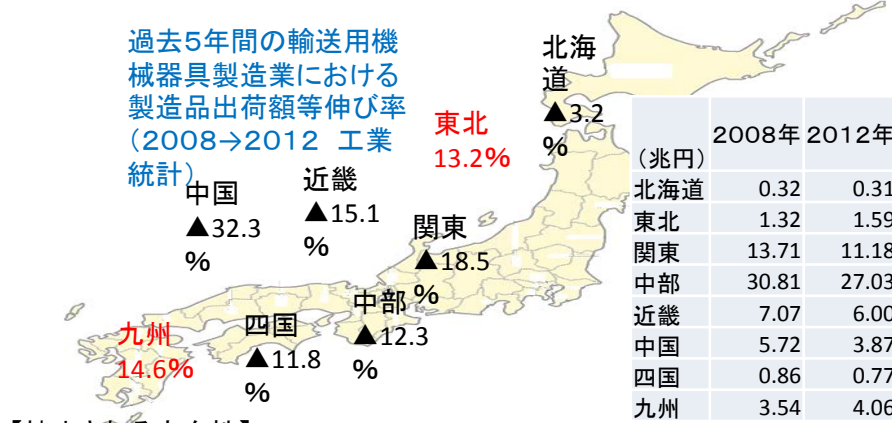 過去5年間の輸送用機
械器具製造業における
製造品出荷額等伸び率
（2008→2012　工業
統計）
北海
道
▲3.2
%
東北
13.2%
中国
▲32.3
%
近畿
▲15.1
%
関東
▲18.5
%
中部
▲12.3
%
四国
▲11.8
%
九州
14.6%
（兆円） 2008年 2012年
北海道 0.32 0.31
東北 1.32 1.59
関東 13.71 11.18
中部 30.81 27.03
近畿 7.07 6.00
中国 5.72 3.87
四国 0.86 0.77
九州 3.54 4.06